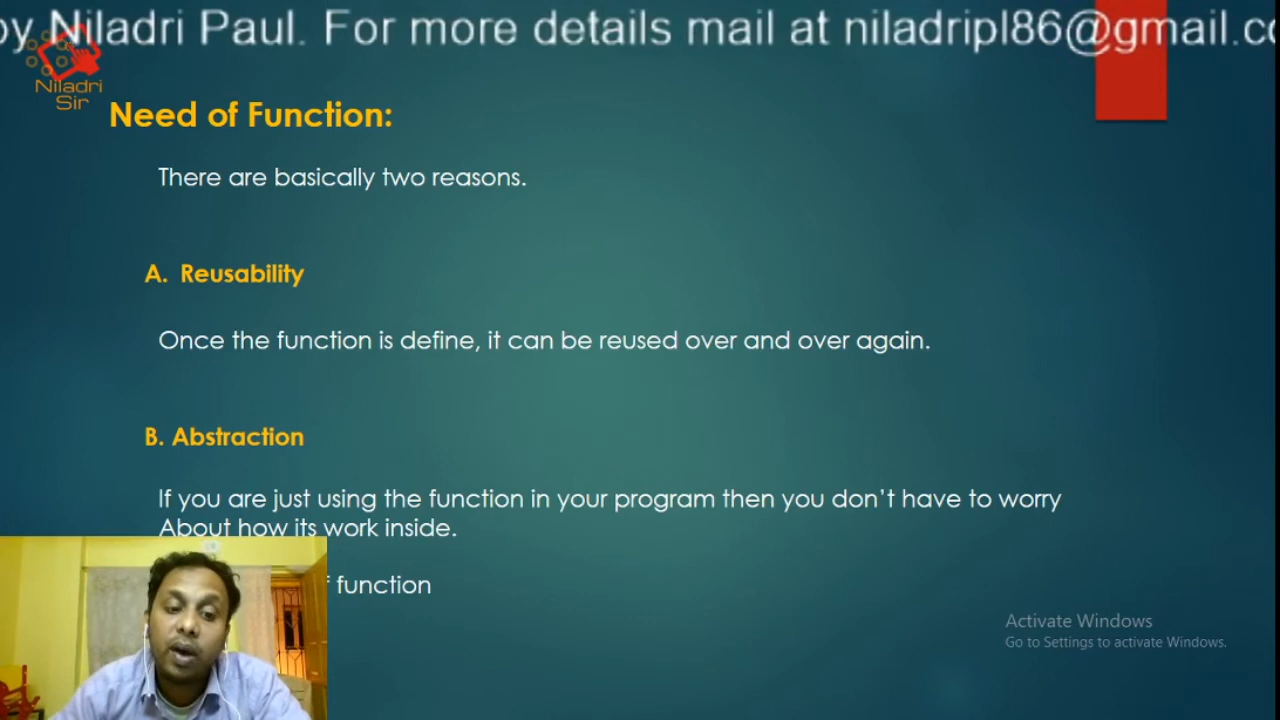 by Niladri Paul. For more details mail at niladripl86@gmail.co
Niladri
Sir
Need of Function:
There are basically two reasons.
A. Reusability
Once the function is define, it can be reused over and over again.
B. Abstraction
If you are just using the function in your program then you don't have to worry
About how its work inside.
function
Activate Windows
Go to Settings to activate Windows.